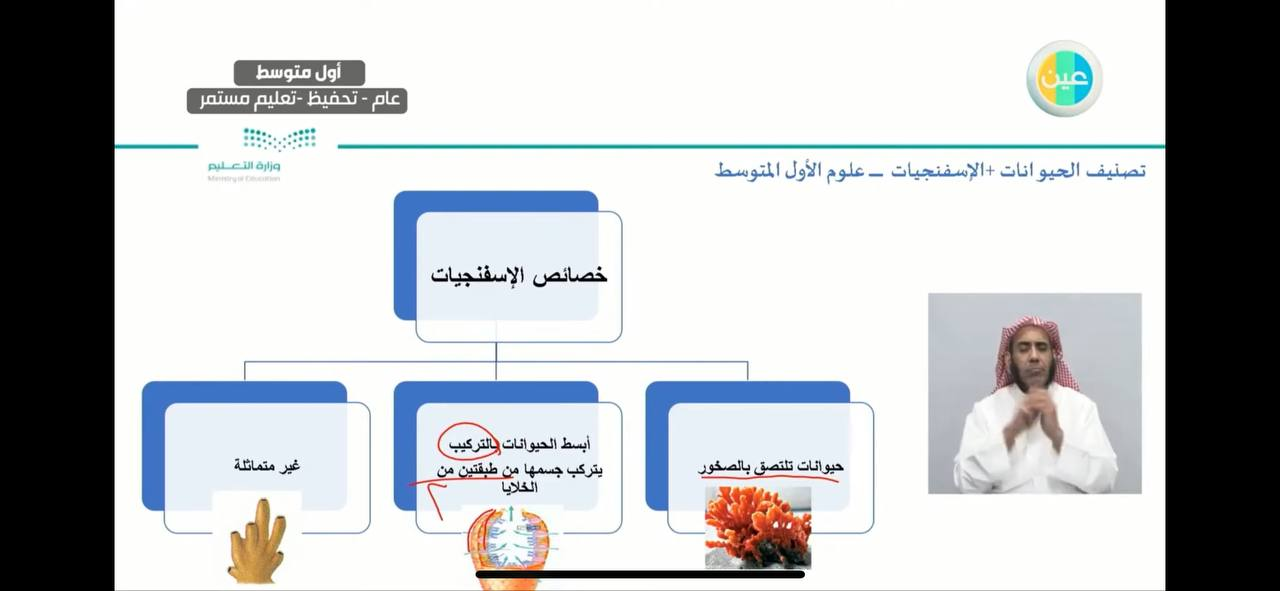 أول متوسط
عام - تحفيظ -تعليم مستمر
عين
وزارة التعليم
Ministry of Education
تصنيف الحيوانات +الإسفنجيات – علوم الأول المتوسط
خصائص الإسفنجيات
حيوانات تلتصق بالصخور
أبسط الحيوانات بالتركيب
يتركب جسمها من طبقتين من
الخلايا
غير متماثلة